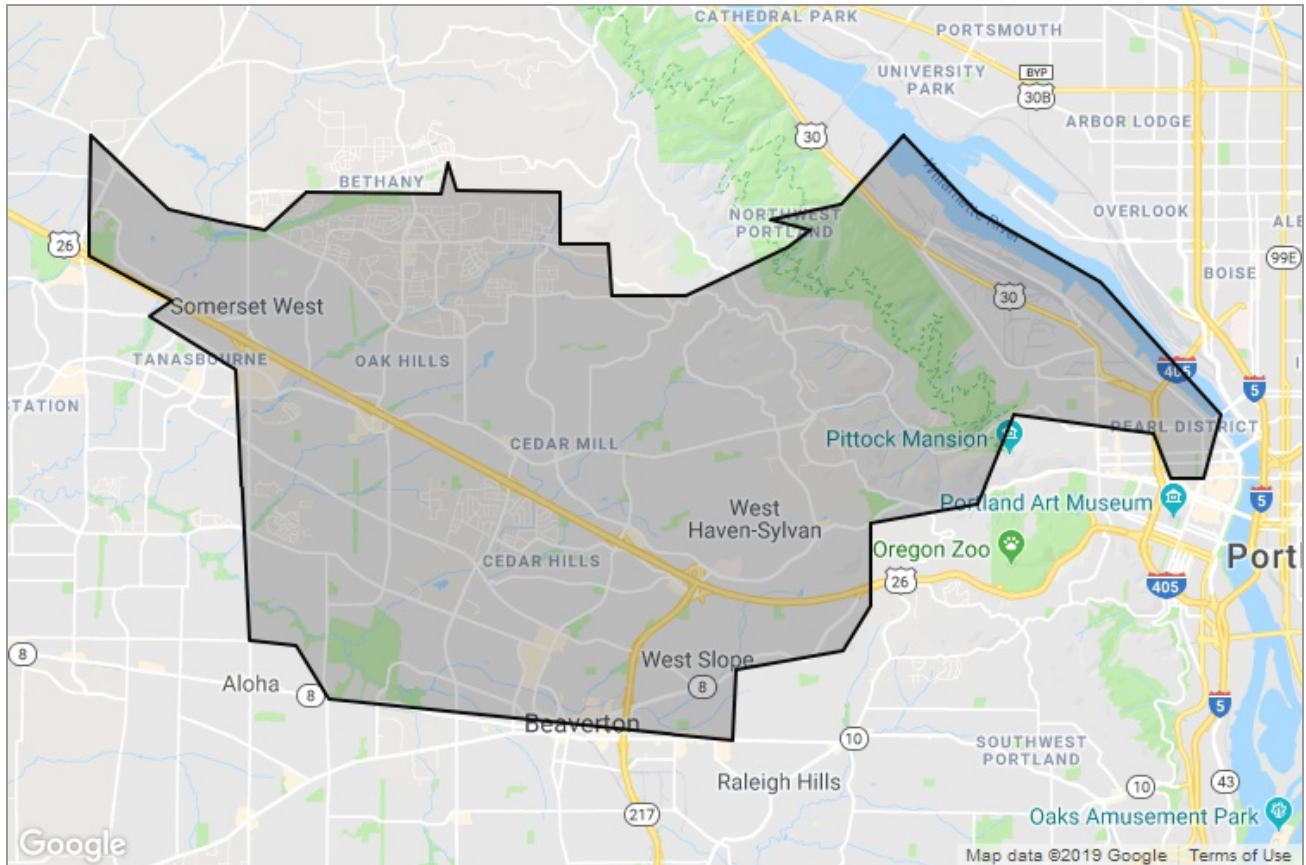 CATHEDRAL PARK
PORTSMOUTH
UNIVERSITY
PARK
BYP
30B
ARBOR LODGE
30
BETHANY
Willamette River
OVERLOOK
ALB
NORTHWEST
PORTLAND
26
99E
BOISE
30
Somerset West
TANASBOURNE
OAK HILLS
405
5
STATION
PEARL DISTRICT
CEDAR MILL
Pittock Mansion
5
Portland Art Museum
West
Haven-Sylvan
Oregon Zoo
CEDAR HILLS
26
Portl
405
8
West Slope
8
Aloha
8
5
Beaverton
10
SOUTHWEST
PORTLAND
Raleigh Hills
10
43
217
Oaks Amusement Park
Google
Map data ©2019 Google
Terms of Use